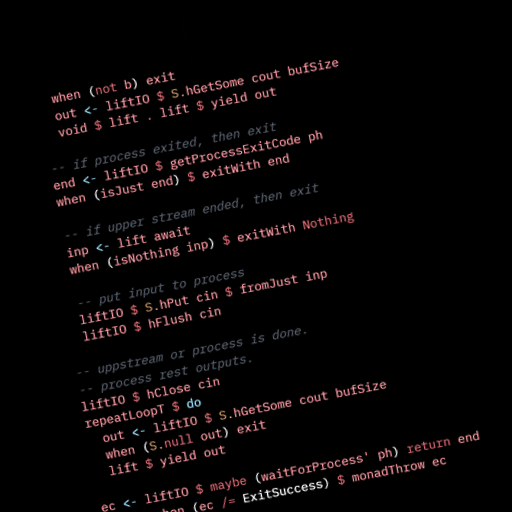 when (not b) exit
out <- liftIO $ S.hGetSome cout bufSize
void $ lift . lift $ yield out
-- if process exited, then exit
end <- liftIO $ getProcessExitCode ph
when (isJust end) $ exitWith end
-- if upper stream ended, then exit
inp <- lift await
when (isNothing inp) $ exitWith Nothing
-- put input to process
liftIO $ S.hPut cin $ fromJust inp
liftIO $ hFlush cin
-- uppstream or process is done.
-- process rest outputs.
liftIO $ hClose cin
repeatLoopT $ do
out <- liftIO $ S.hGetSome cout bufSize
when (S.null out) exit
lift $ yield out
ec <- liftIO $ maybe (waitForProcess' ph) return end
(ec /= ExitSuccess) $ monadThrow ec